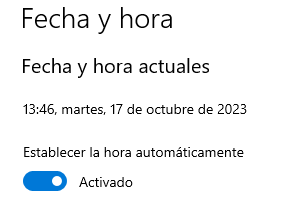 Fecha y hora
Fecha y hora actuales
13:46, martes, 17 de octubre de 2023
Establecer la hora automáticamente
Activado